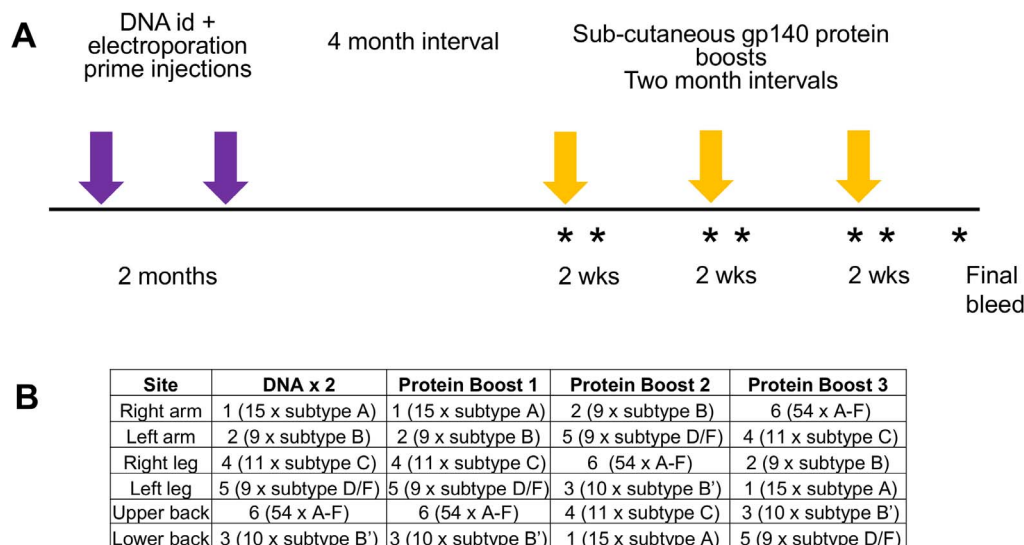 A
DNA id +
electroporation
prime injections
4 month interval
Sub-cutaneous gp140 protein
boosts
Two month intervals
* * * * * * *
2 months
2 wks
2 wks
2 wks
Final
bleed
B
Site DNA x 2 Protein Boost 1 Protein Boost 2 Protein Boost 3
Right arm 1 (15 x subtype A) 1 (15 x subtype A) 2 (9 x subtype B) 6 (54 x A-F)
Left arm 2 (9 x subtype B) 2 (9 x subtype B) 5 (9 x subtype D/F) 4 (11 x subtype C)
Right leg 4 (11 x subtype C) 4 (11 x subtype C) 6 (54 x A-F) 2 (9 x subtype B)
Left leg 5 (9 x subtype D/F) 5 (9 x subtype D/F) 3 (10 x subtype B’) 1 (15 x subtype A)
Upper back 6 (54 x A-F) 6 (54 x A-F) 4 (11 x subtype C) 3 (10 x subtype B’)
Lower back 3 (10 x subtype B’) 3 (10 x subtype B’) 1 (15 x subtype A) 5 (9 x subtype D/F)